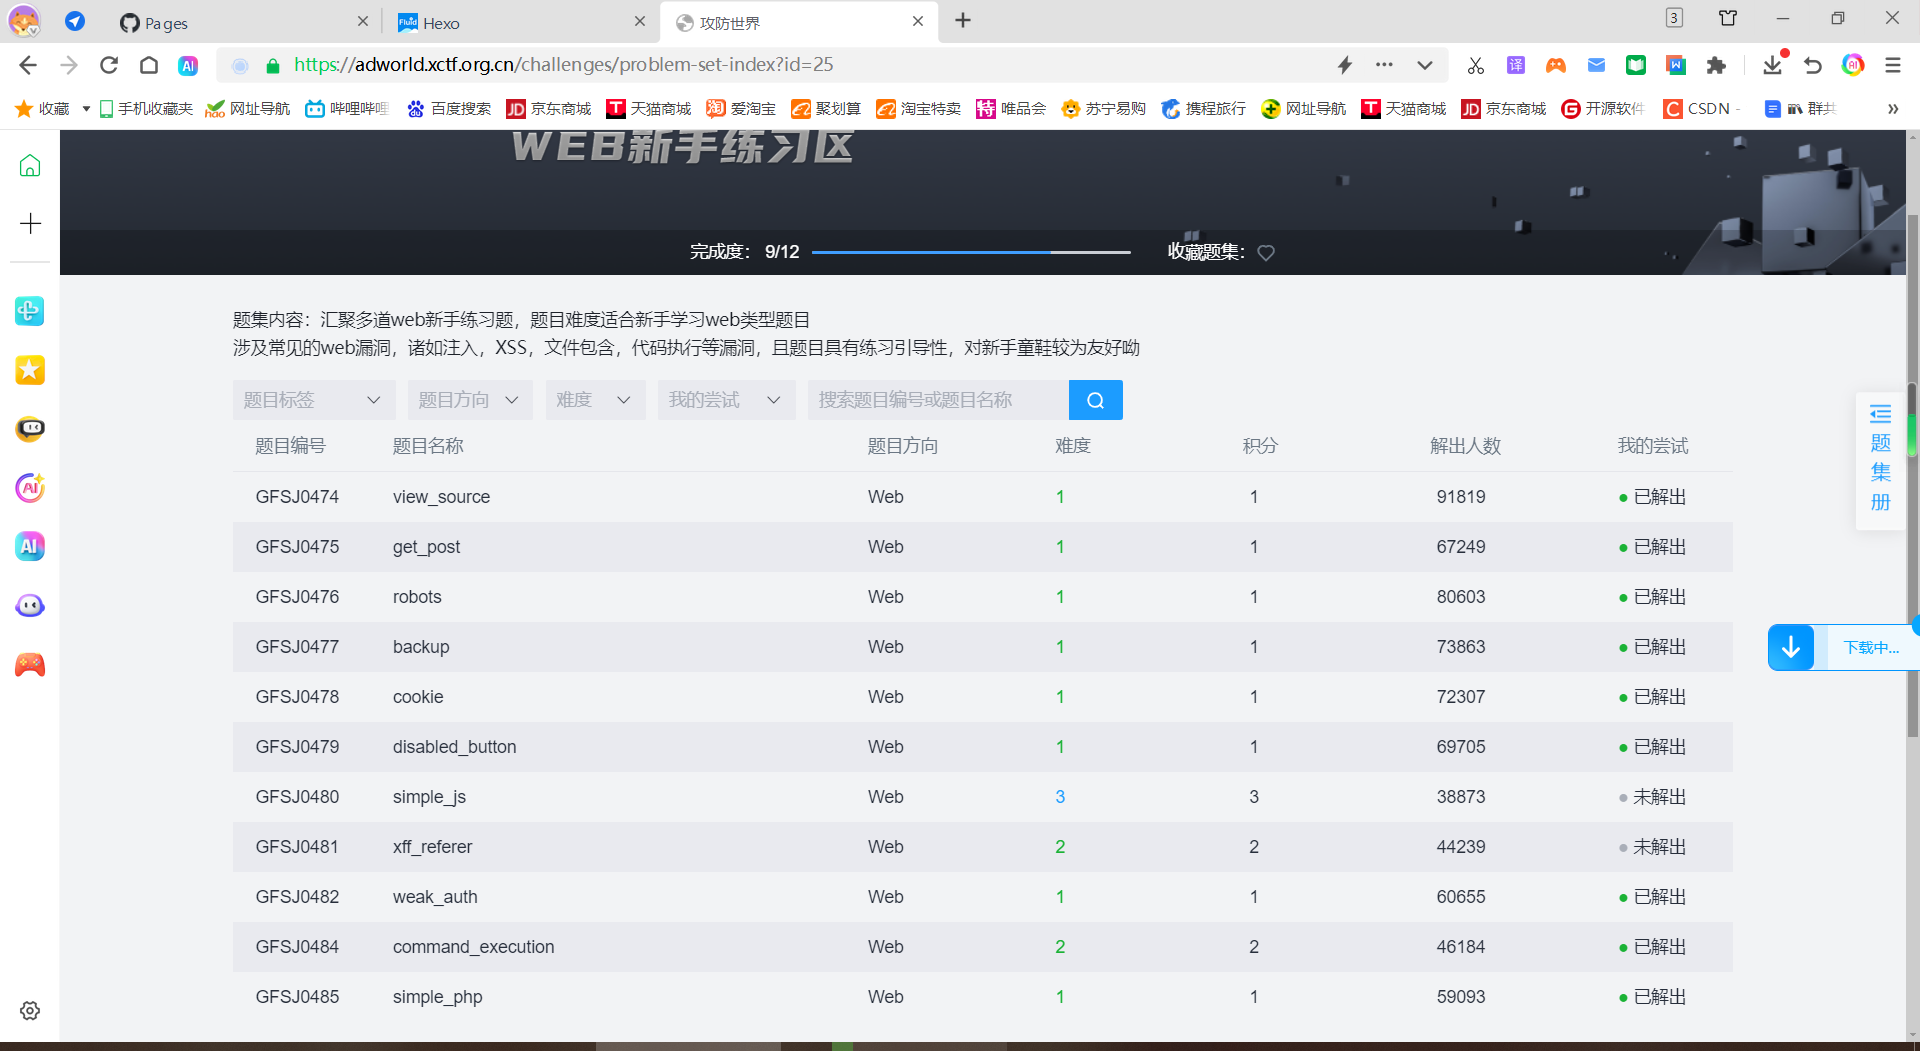 Pages
Hexo
攻防世界
3
https://adworld.xctf.org.cn/challenges/problem-set-index?id=25
收藏 手机收藏夹 网址导航 哔哩哔哩 百度搜索 京东商城 天猫商城 爱淘宝 聚划算 淘宝特卖 唯品会 苏宁易购 携程旅行 网址导航 天猫商城 京东商城 开源软件 CSDN - 群共
WEB新手练习区
完成度： 9/12 收藏题集：
题集内容：汇聚多道web新手练习题，题目难度适合新手学习web类型题目
涉及常见的web漏洞，诸如注入，XSS，文件包含，代码执行等漏洞，且题目具有练习引导性，对新手童鞋较为友好呦
题目标签 题目方向 难度 我的尝试 搜索题目编号或题目名称
题目编号 题目名称 题目方向 难度 积分 解出人数 我的尝试
GFSJ0474 view_source Web 1 1 91819 已解出
GFSJ0475 get_post Web 1 1 67249 已解出
GFSJ0476 robots Web 1 1 80603 已解出
GFSJ0477 backup Web 1 1 73863 已解出
GFSJ0478 cookie Web 1 1 72307 已解出
GFSJ0479 disabled_button Web 1 1 69705 已解出
GFSJ0480 simple_js Web 3 3 38873 未解出
GFSJ0481 xff_referer Web 2 2 44239 未解出
GFSJ0482 weak_auth Web 1 1 60655 已解出
GFSJ0484 command_execution Web 2 2 46184 已解出
GFSJ0485 simple_php Web 1 1 59093 已解出
题
集
册
下载中...